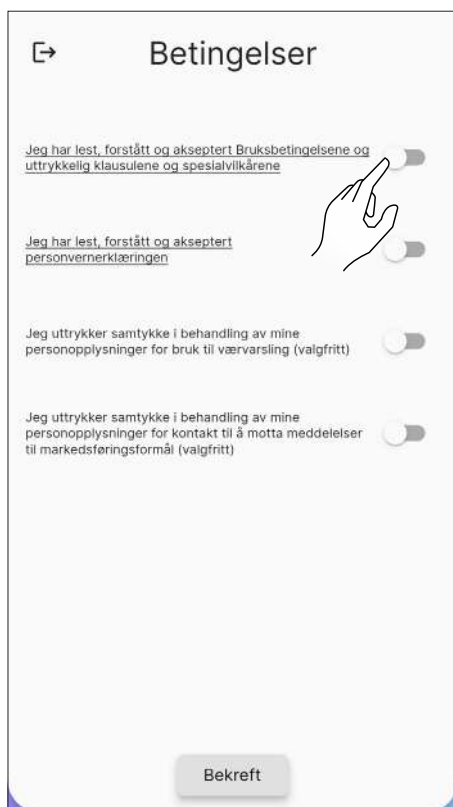 Betingelser
Jeg har lest, forstått og akseptert Bruksbetingelsene og
uttrykkelig klausulene og spesialvilkårene
Jeg har lest, forstått og akseptert
personvernerklæringen
Jeg uttrykker samtykke i behandling av mine
personopplysninger for bruk til værvarsling (valgfritt)
Jeg uttrykker samtykke i behandling av mine
personopplysninger for kontakt til å motta meddelelser
til markedsføringsformål (valgfritt)
Bekreft